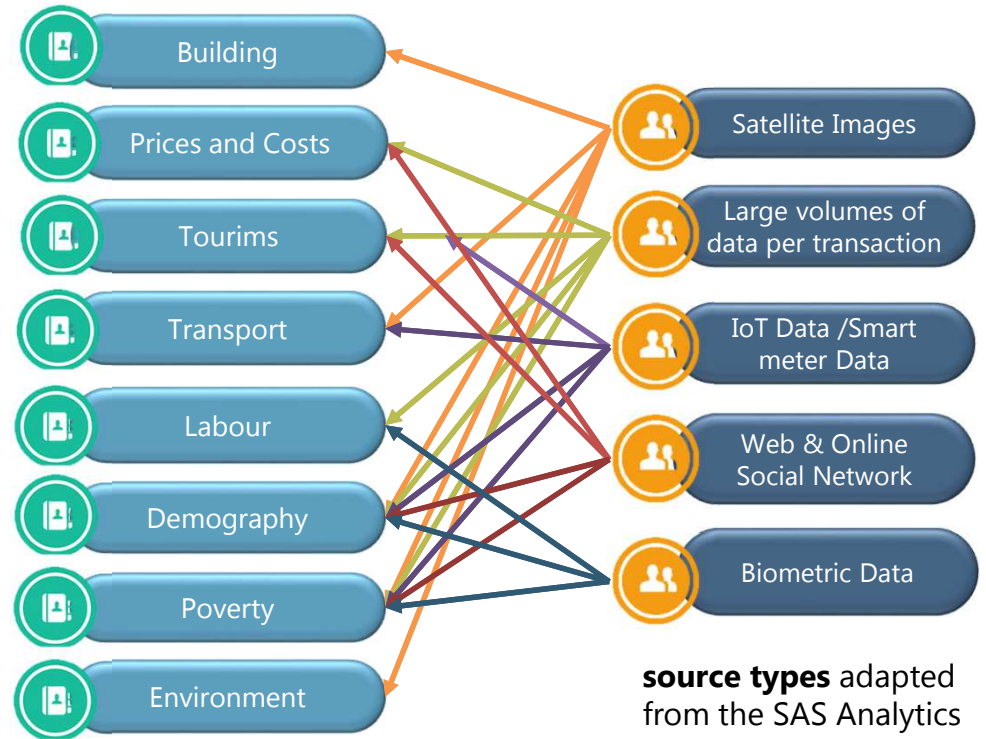 Building
Prices and Costs
Tourims
Transport
Labour
Demography
Poverty
Environment
Satellite Images
Large volumes of
data per transaction
IoT Data /Smart
meter Data
Web & Online
Social Network
Biometric Data
source types adapted
from the SAS Analytics